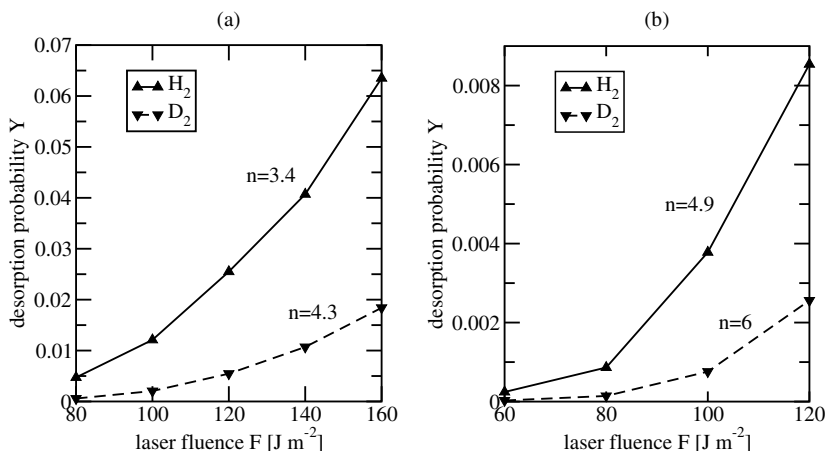 (a)
0.07
0.06
0.05
0.04
0.03
0.02
0.01
0
desorption probability Y
H₂
D₂
n=3.4
n=4.3
80 100 120 140 160
laser fluence F [J m⁻²]
(b)
0.008
0.006
0.004
0.002
0
desorption probability Y
H₂
D₂
n=4.9
n=6
60 80 100 120
laser fluence F [J m⁻²]